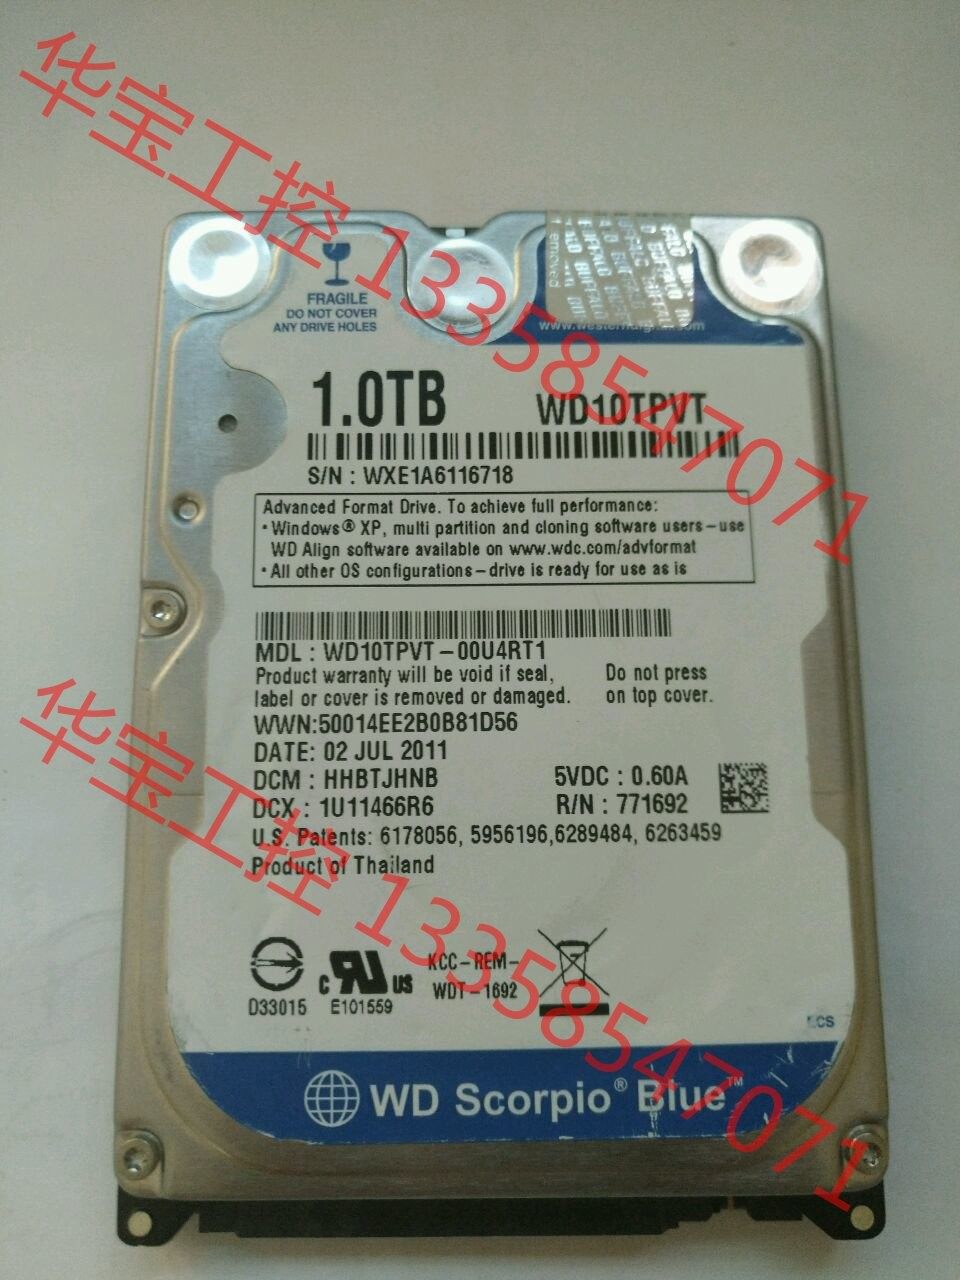 华宝工控 13358547071
FRAGILE
DO NOT COVER
ANY DRIVE HOLES
1.0TB WD10TPVT
S/N : WXE1A6116718
Advanced Format Drive. To achieve full performance:
• Windows® XP, multi partition and cloning software users–use
WD Align software available on www.wdc.com/advformat
• All other OS configurations–drive is ready for use as is
MDL : WD10TPVT–00U4RT1
Product warranty will be void if seal, Do not press
label or cover is removed or damaged. on top cover.
WWN:50014EE2B0B81D56
DATE: 02 JUL 2011
DCM : HHBTJHNB 5VDC : 0.60A
DCX : 1U11466R6 R/N : 771692
U.S. Patents: 6178056, 5956196,6289484, 6263459
Product of Thailand
华宝工控 13358547071
D33015
c RU US
E101559
KCC–REM–
WDT–1692
WD Scorpio® Blue™